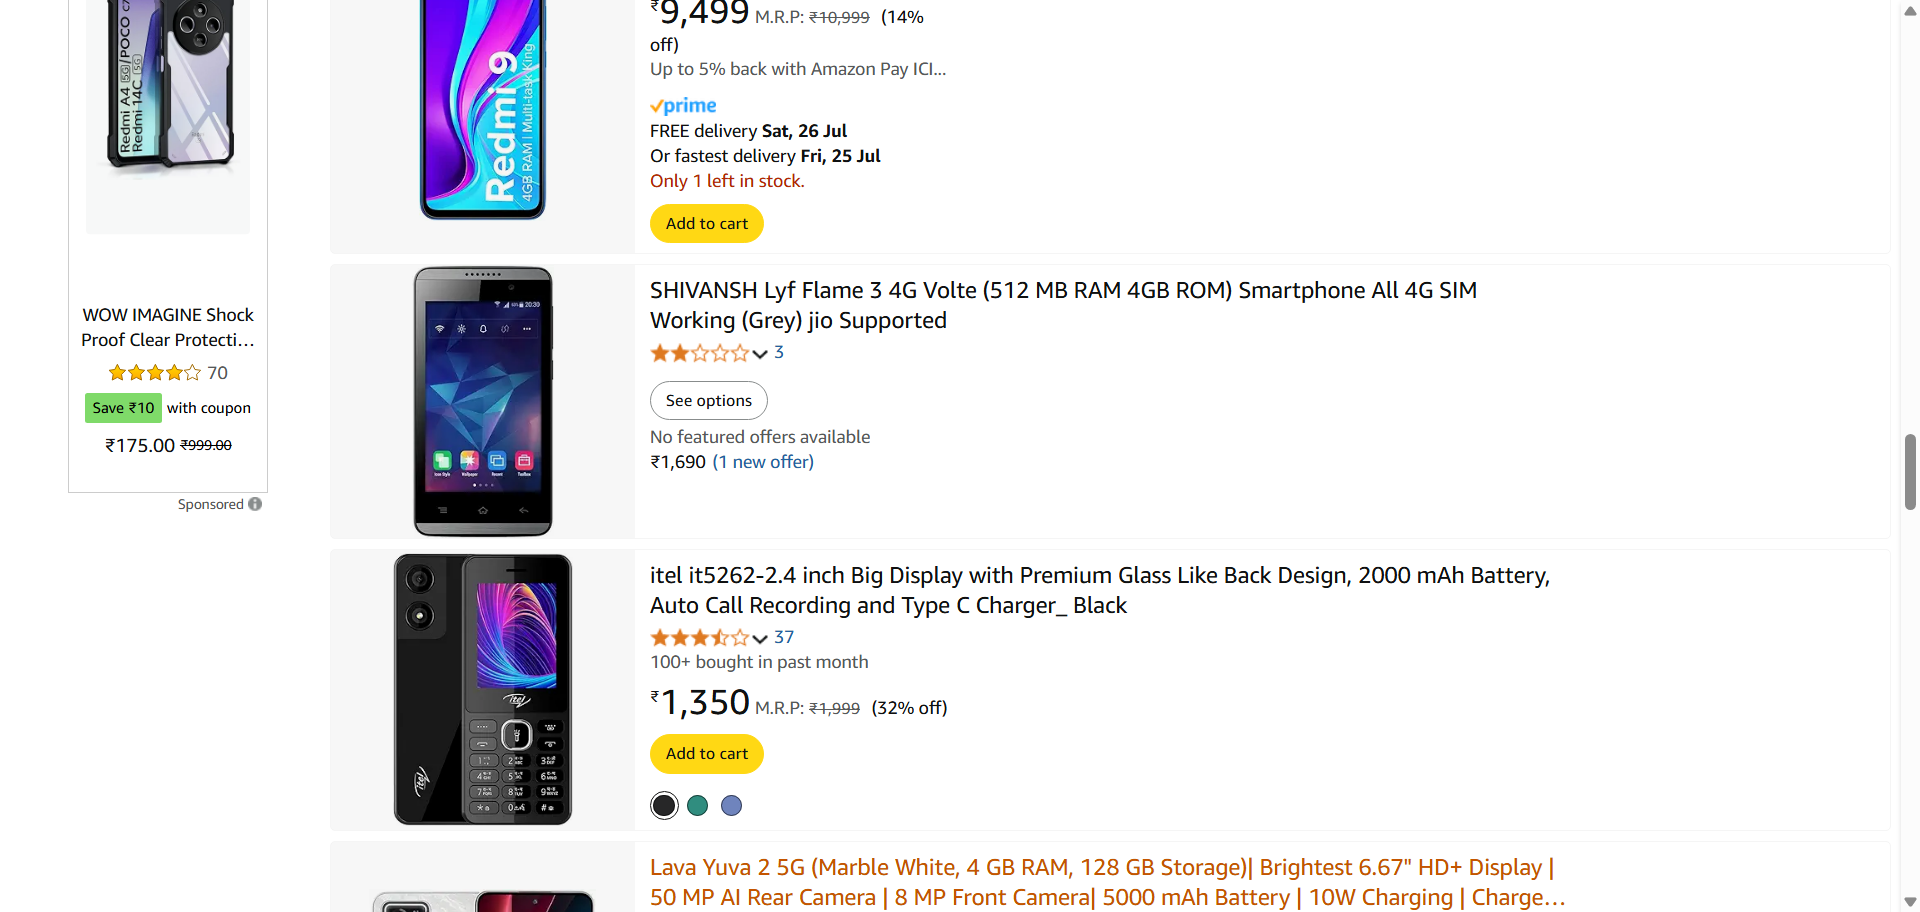 Redmi A4 5G/POCO C7
Redmi 14C 5G
WOW IMAGINE Shock
Proof Clear Protecti...
70
Save ₹10 with coupon
₹175.00 ₹999.00
Sponsored
Redmi 9
4GB RAM | Multi-task King
₹9,499 M.R.P: ₹10,999 (14%
off)
Up to 5% back with Amazon Pay ICI...
prime
FREE delivery Sat, 26 Jul
Or fastest delivery Fri, 25 Jul
Only 1 left in stock.
Add to cart
20:30
SHIVANSH Lyf Flame 3 4G Volte (512 MB RAM 4GB ROM) Smartphone All 4G SIM
Working (Grey) jio Supported
3
See options
No featured offers available
₹1,690 (1 new offer)
itel
itel
itel it5262-2.4 inch Big Display with Premium Glass Like Back Design, 2000 mAh Battery,
Auto Call Recording and Type C Charger_ Black
37
100+ bought in past month
₹1,350 M.R.P: ₹1,999 (32% off)
Add to cart
Lava Yuva 2 5G (Marble White, 4 GB RAM, 128 GB Storage)| Brightest 6.67" HD+ Display |
50 MP AI Rear Camera | 8 MP Front Camera| 5000 mAh Battery | 10W Charging | Charge...